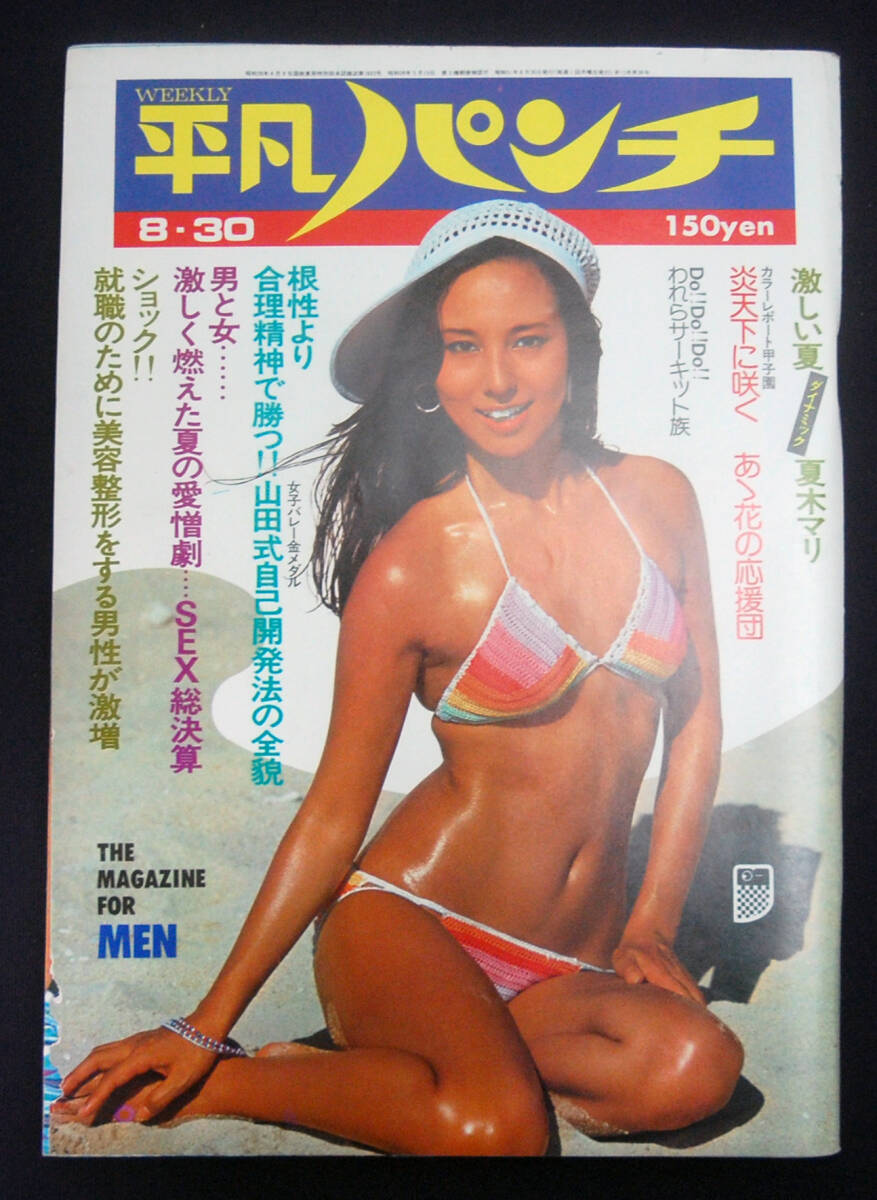 WEEKLY
平凡パンチ
8・30
150yen
激しい夏 ダイナミック 夏木マリ
カラーレポート甲子園
炎天下に咲く あゝ花の応援団
Do!!Do!!Do!!
われらサーキット族
根性より
合理精神で勝つ!!山田式自己開発法の全貌
女子バレー金メダル
男と女……
激しく燃えた夏の愛憎劇……SEX総決算
ショック!!
就職のために美容整形をする男性が激増
THE
MAGAZINE
FOR
MEN